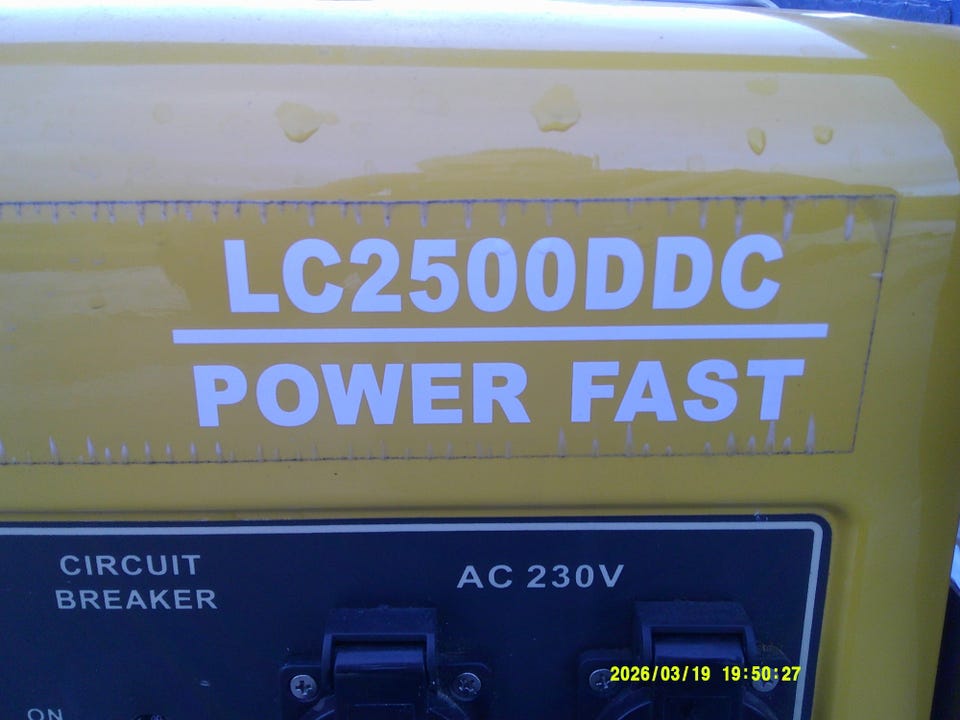 LC2500DDC
POWER FAST
CIRCUIT
BREAKER
AC 230V
ON
2026/03/19 19:50:27